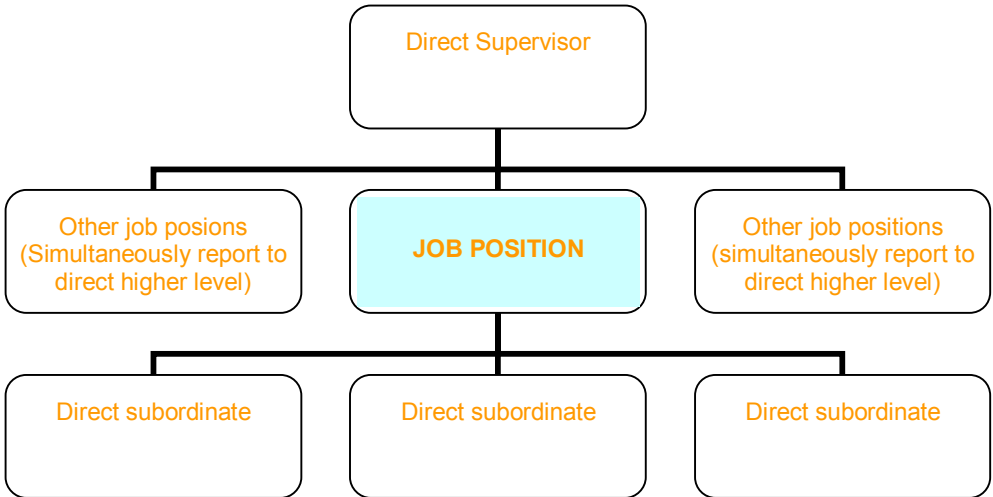 Direct Supervisor
Other job posions
(Simultaneously report to
direct higher level)
JOB POSITION
Other job positions
(simultaneously report to
direct higher level)
Direct subordinate
Direct subordinate
Direct subordinate